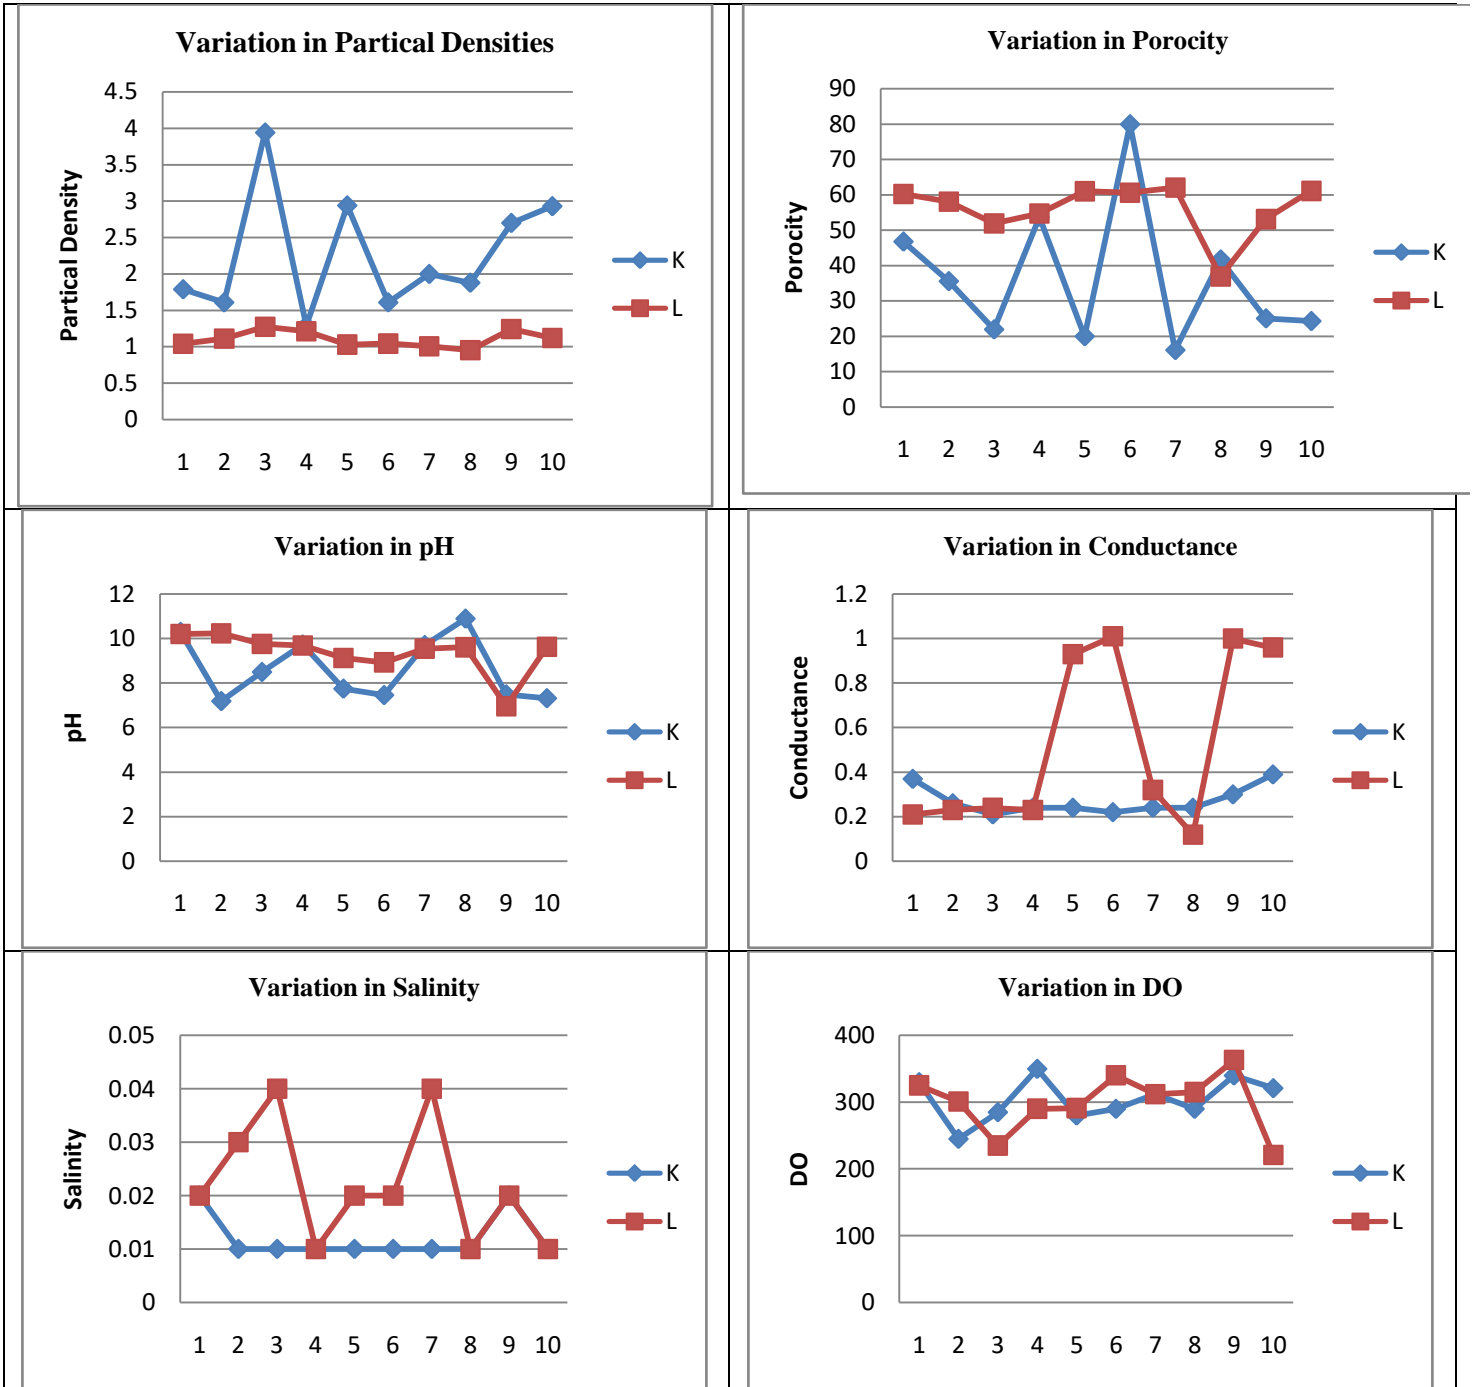 Variation in Partical Densities
4.5
4
3.5
3
2.5
2
1.5
1
0.5
0
Partical Density
1 2 3 4 5 6 7 8 9 10
K
L
Variation in Porocity
90
80
70
60
50
40
30
20
10
0
Porocity
1 2 3 4 5 6 7 8 9 10
K
L
Variation in pH
12
10
8
6
4
2
0
pH
1 2 3 4 5 6 7 8 9 10
K
L
Variation in Conductance
1.2
1
0.8
0.6
0.4
0.2
0
Conductance
1 2 3 4 5 6 7 8 9 10
K
L
Variation in Salinity
0.05
0.04
0.03
0.02
0.01
0
Salinity
1 2 3 4 5 6 7 8 9 10
K
L
Variation in DO
400
300
200
100
0
DO
1 2 3 4 5 6 7 8 9 10
K
L